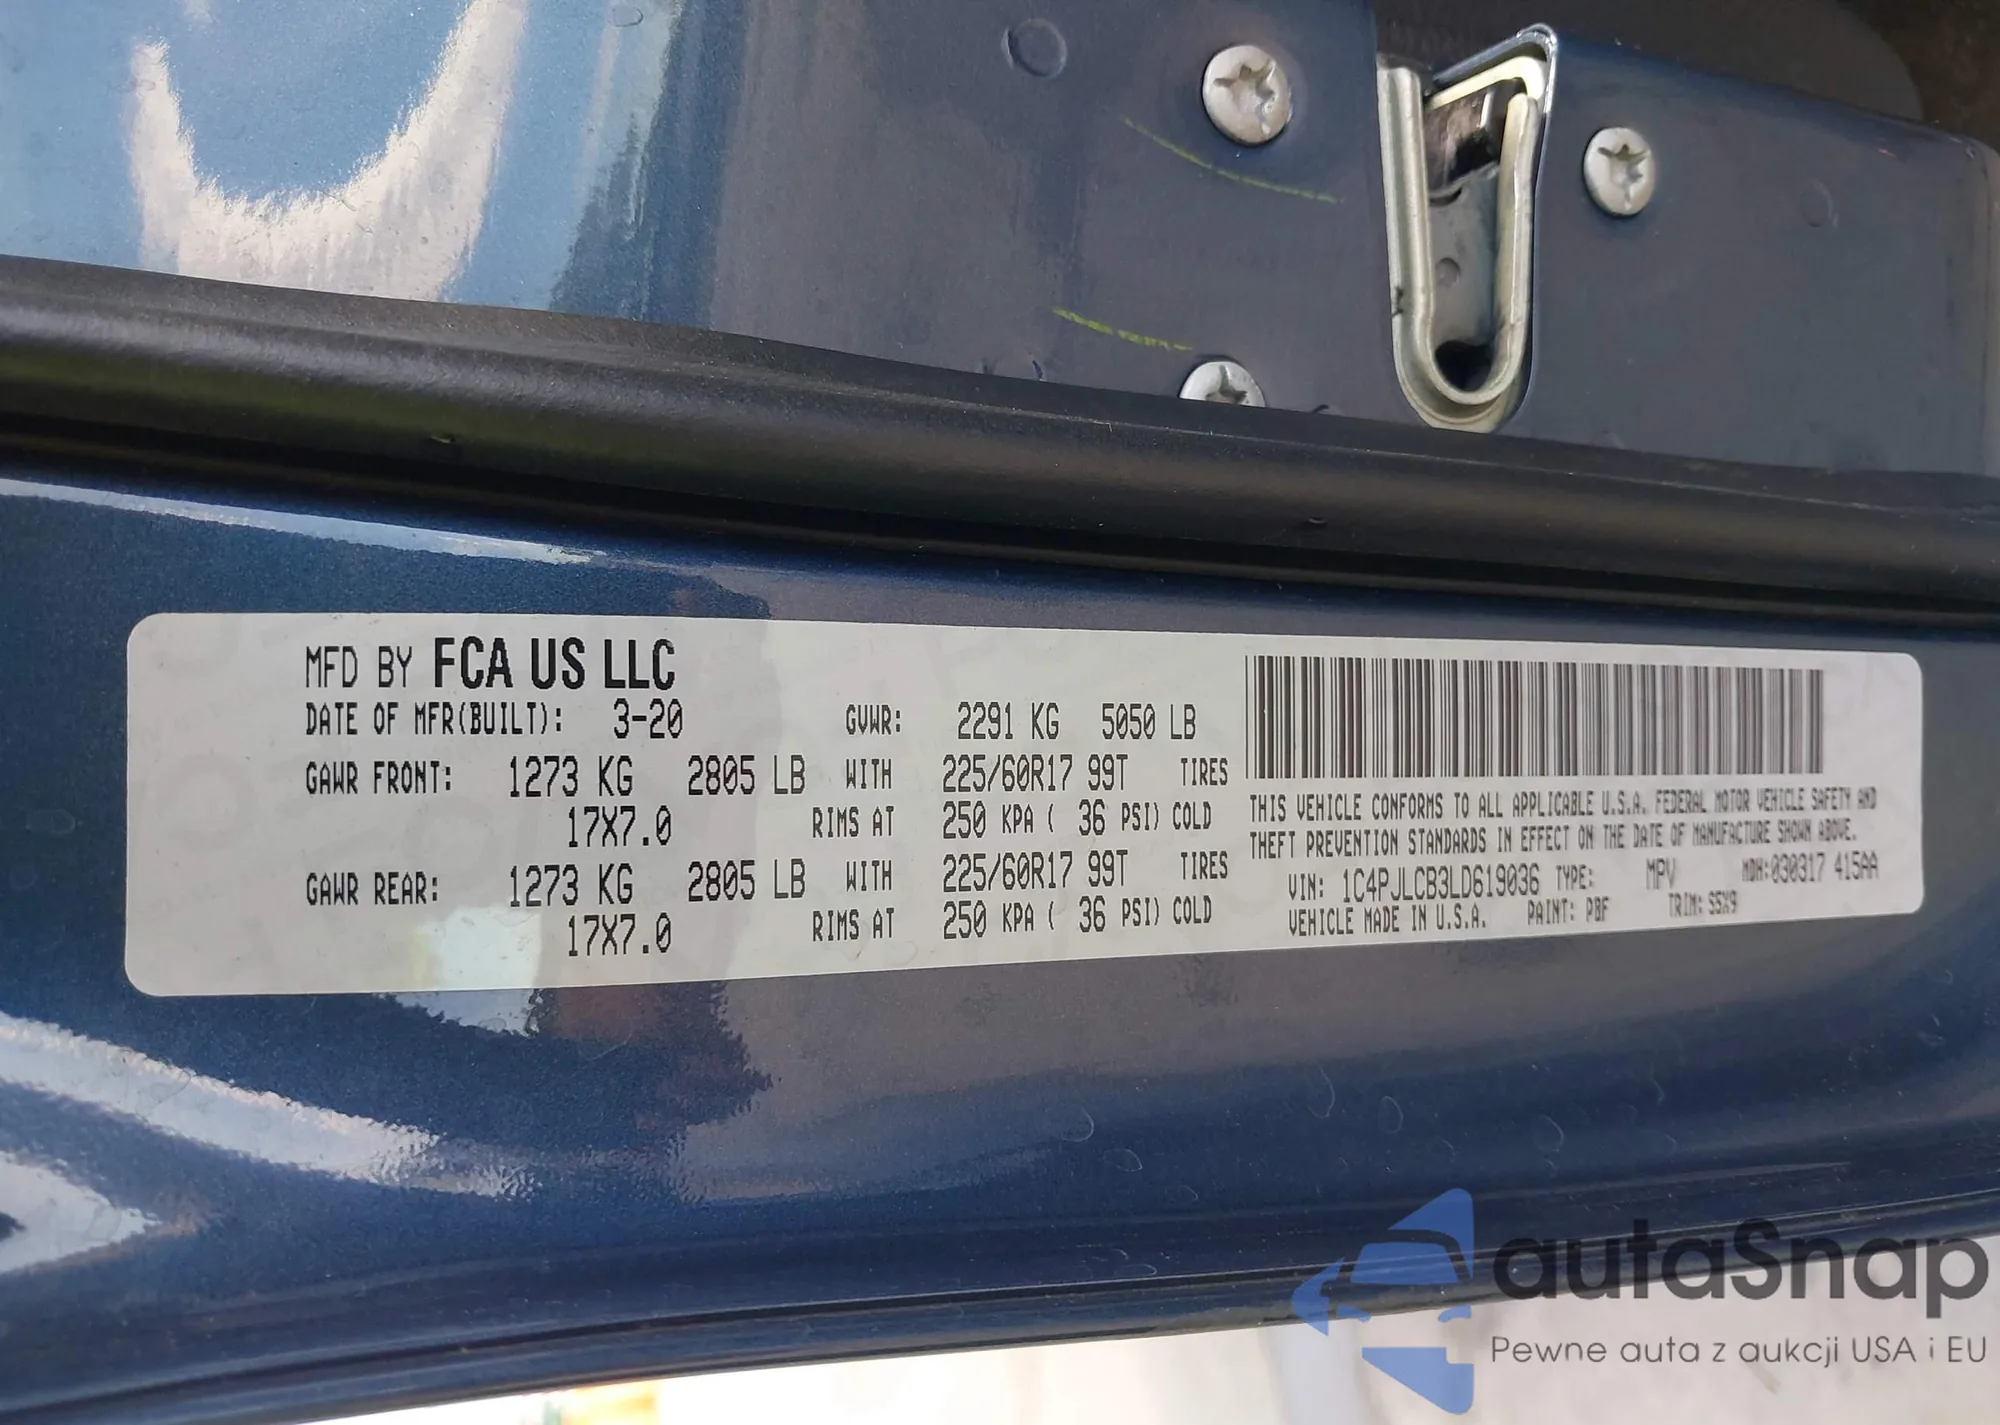 MFD BY FCA US LLC
DATE OF MFR(BUILT): 3-20 GVWR: 2291 KG 5050 LB
GAWR FRONT: 1273 KG 2805 LB WITH 225/60R17 99T TIRES
17X7.0 RIMS AT 250 KPA ( 36 PSI) COLD
GAWR REAR: 1273 KG 2805 LB WITH 225/60R17 99T TIRES
17X7.0 RIMS AT 250 KPA ( 36 PSI) COLD
THIS VEHICLE CONFORMS TO ALL APPLICABLE U.S.A. FEDERAL MOTOR VEHICLE SAFETY AND
THEFT PREVENTION STANDARDS IN EFFECT ON THE DATE OF MANUFACTURE SHOWN ABOVE.
VIN: 1C4PJLCB3LD619036 TYPE: MPV MDH:030317 415AA
VEHICLE MADE IN U.S.A. PAINT: PBF TRIM: S5X9
autaSnap
Pewne auta z aukcji USA i EU